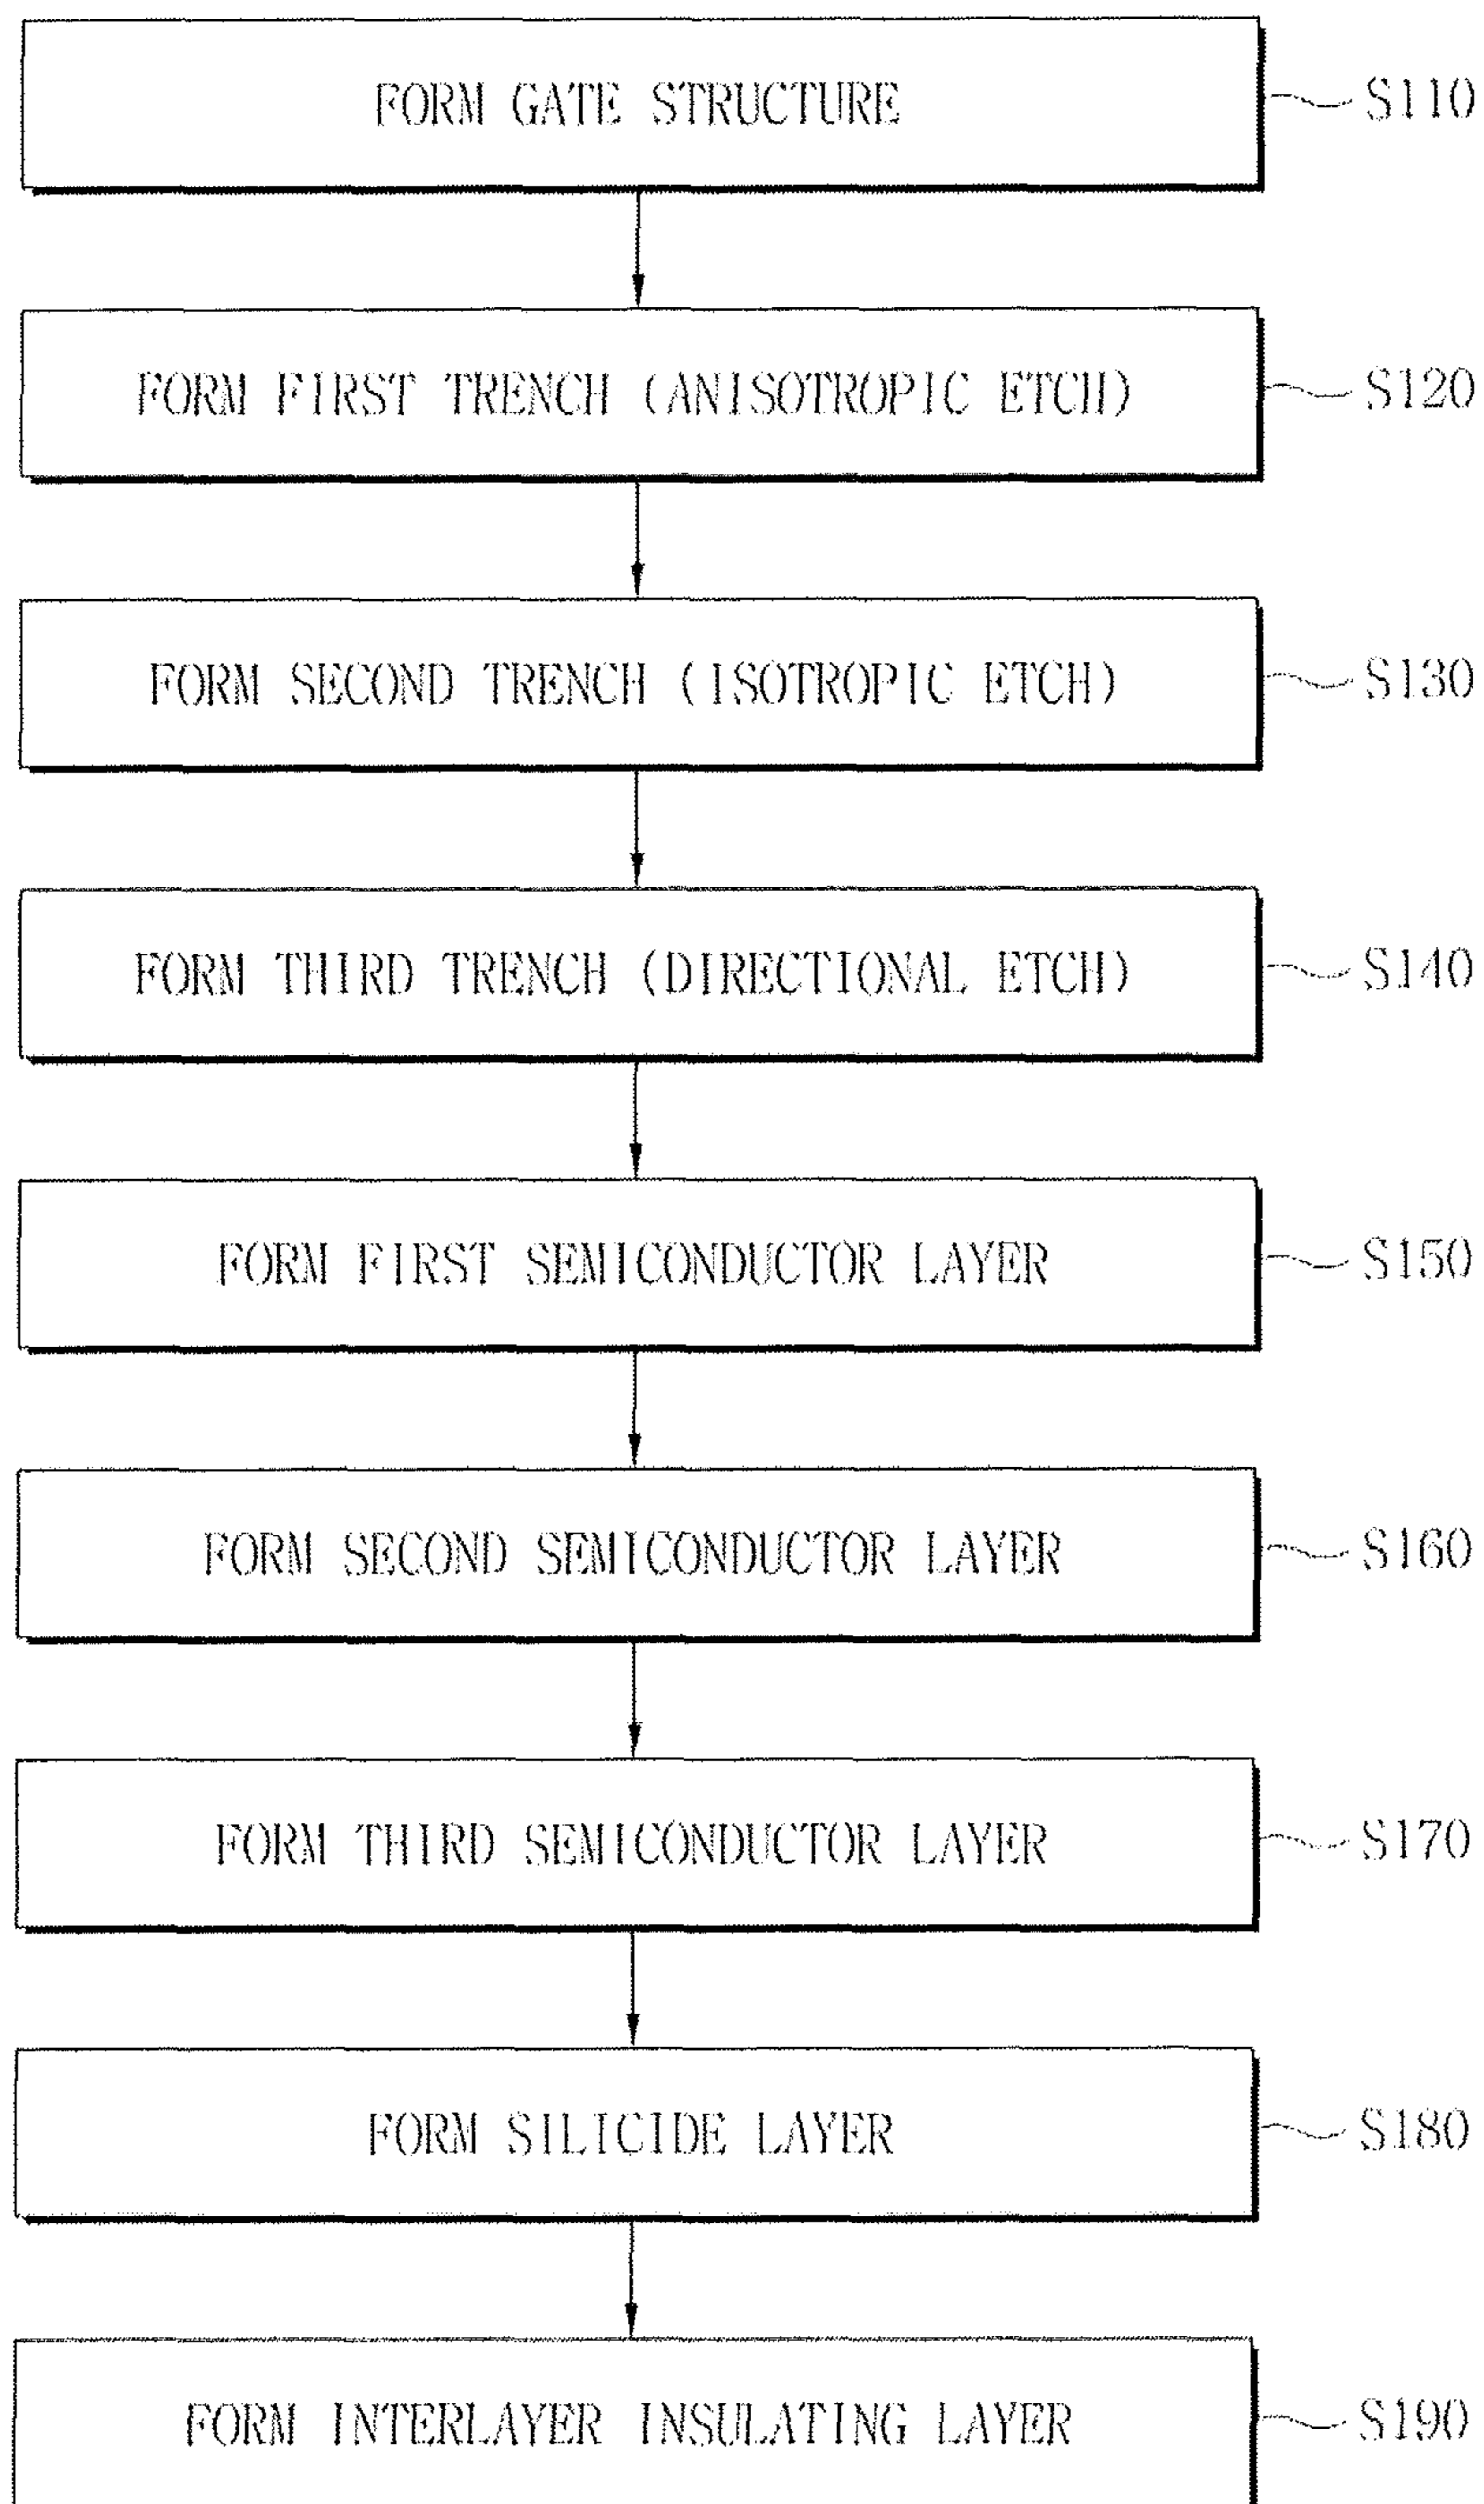 FORM GATE STRUCTURE
S110
FORM FIRST TRENCH (ANISOTROPIC ETCH)
S120
FORM SECOND TRENCH (ISOTROPIC ETCH)
S130
FORM THIRD TRENCH (DIRECTIONAL ETCH)
S140
FORM FIRST SEMICONDUCTOR LAYER
S150
FORM SECOND SEMICONDUCTOR LAYER
S160
FORM THIRD SEMICONDUCTOR LAYER
S170
FORM SILICIDE LAYER
S180
FORM INTERLAYER INSULATING LAYER
S190